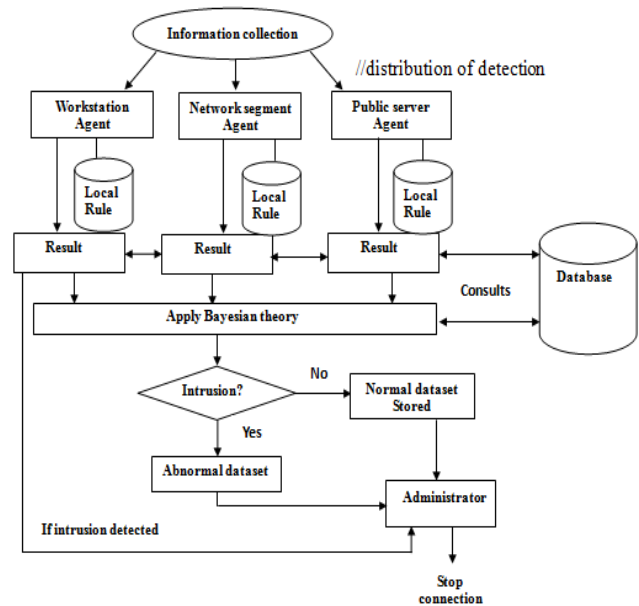 Information collection
//distribution of detection
Workstation
Agent
Network segment
Agent
Public server
Agent
Local
Rule
Local
Rule
Local
Rule
Result
Result
Result
Database
Consults
Apply Bayesian theory
Intrusion?
No
Normal dataset
Stored
Yes
Abnormal dataset
Administrator
If intrusion detected
Stop
connection